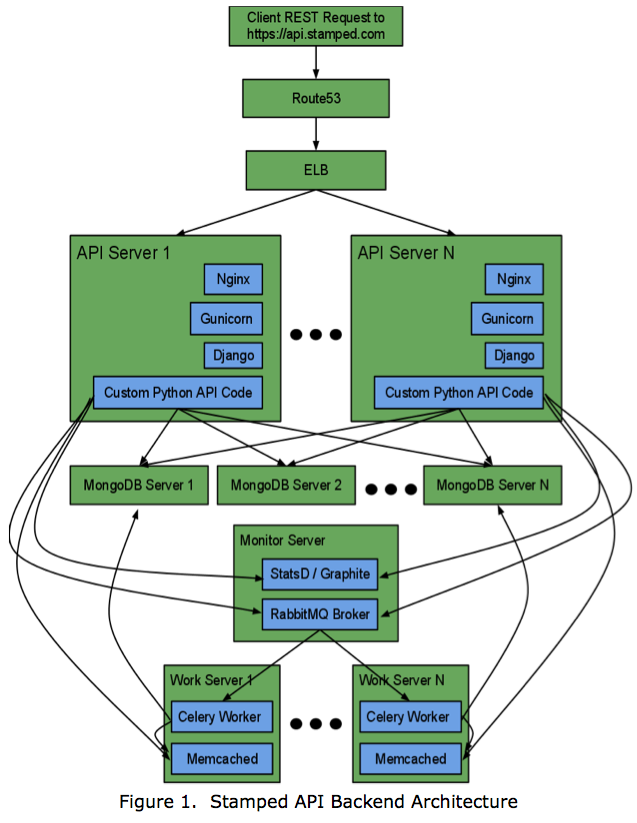 Client REST Request to
https://api.stamped.com
Route53
ELB
API Server 1
Nginx
Gunicorn
Django
Custom Python API Code
API Server N
Nginx
Gunicorn
Django
Custom Python API Code
MongoDB Server 1
MongoDB Server 2
MongoDB Server N
Monitor Server
StatsD / Graphite
RabbitMQ Broker
Work Server 1
Celery Worker
Memcached
Work Server N
Celery Worker
Memcached
Figure 1.  Stamped API Backend Architecture